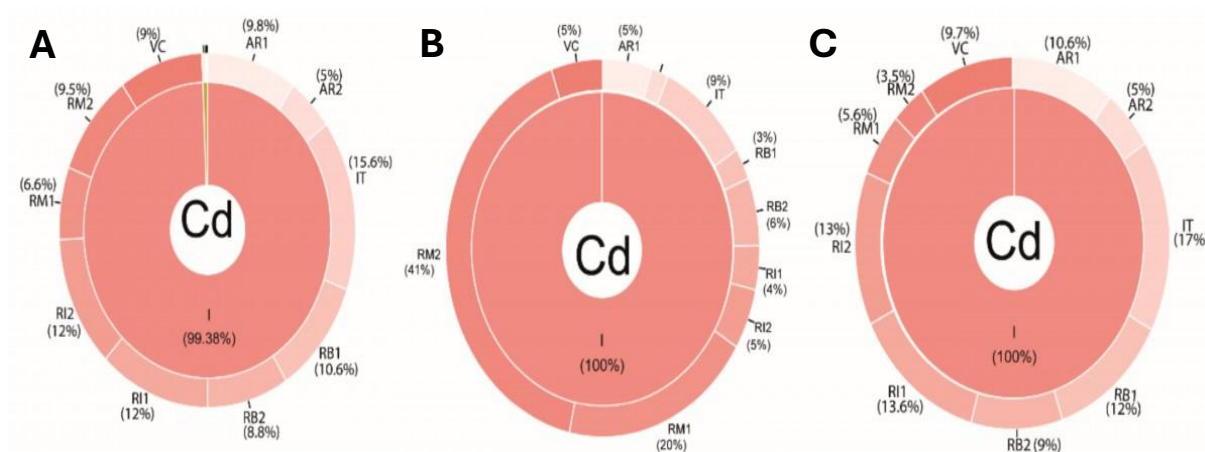 A
(9%)
VC
(9.8%)
AR1
(5%)
AR2
(9.5%)
RM2
(15.6%)
IT
(6.6%)
RM1
Cd
RI2
(12%)
I
(99.38%)
RB1
(10.6%)
RI1
(12%)
RB2
(8.8%)
B
(5%)
VC
(5%)
AR1
(9%)
IT
(3%)
RB1
RB2
(6%)
RM2
(41%)
Cd
RI1
(4%)
RI2
(5%)
I
(100%)
RM1
(20%)
C
(9.7%)
VC
(10.6%)
AR1
(3.5%)
RM2
(5%)
AR2
(5.6%)
RM1
(13%)
RI2
Cd
IT
(17%
I
(100%)
RI1
(13.6%)
RB1
(12%)
RB2 (9%)